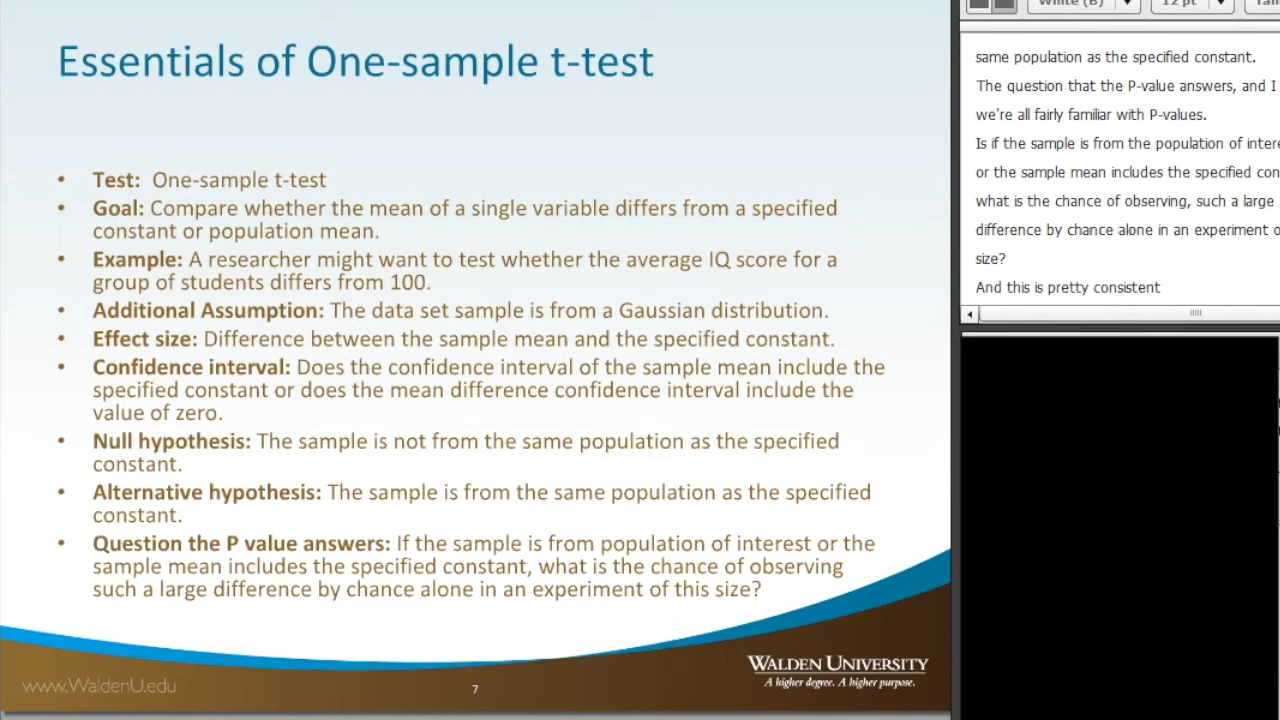 Essentials of One-sample t-test
• Test: One-sample t-test
• Goal: Compare whether the mean of a single variable differs from a specified
constant or population mean.
• Example: A researcher might want to test whether the average IQ score for a
group of students differs from 100.
• Additional Assumption: The data set sample is from a Gaussian distribution.
• Effect size: Difference between the sample mean and the specified constant.
• Confidence interval: Does the confidence interval of the sample mean include the
specified constant or does the mean difference confidence interval include the
value of zero.
• Null hypothesis: The sample is not from the same population as the specified
constant.
• Alternative hypothesis: The sample is from the same population as the specified
constant.
• Question the P value answers: If the sample is from population of interest or the
sample mean includes the specified constant, what is the chance of observing
such a large difference by chance alone in an experiment of this size?
WALDEN UNIVERSITY
A higher degree. A higher purpose.
www.WaldenU.edu
7
White (B) 12 pt
same population as the specified constant.
The question that the P-value answers, and I
we're all fairly familiar with P-values.
Is if the sample is from the population of
or the sample mean includes the specified
what is the chance of observing, such a large
difference by chance alone in an experiment
size?
And this is pretty consistent